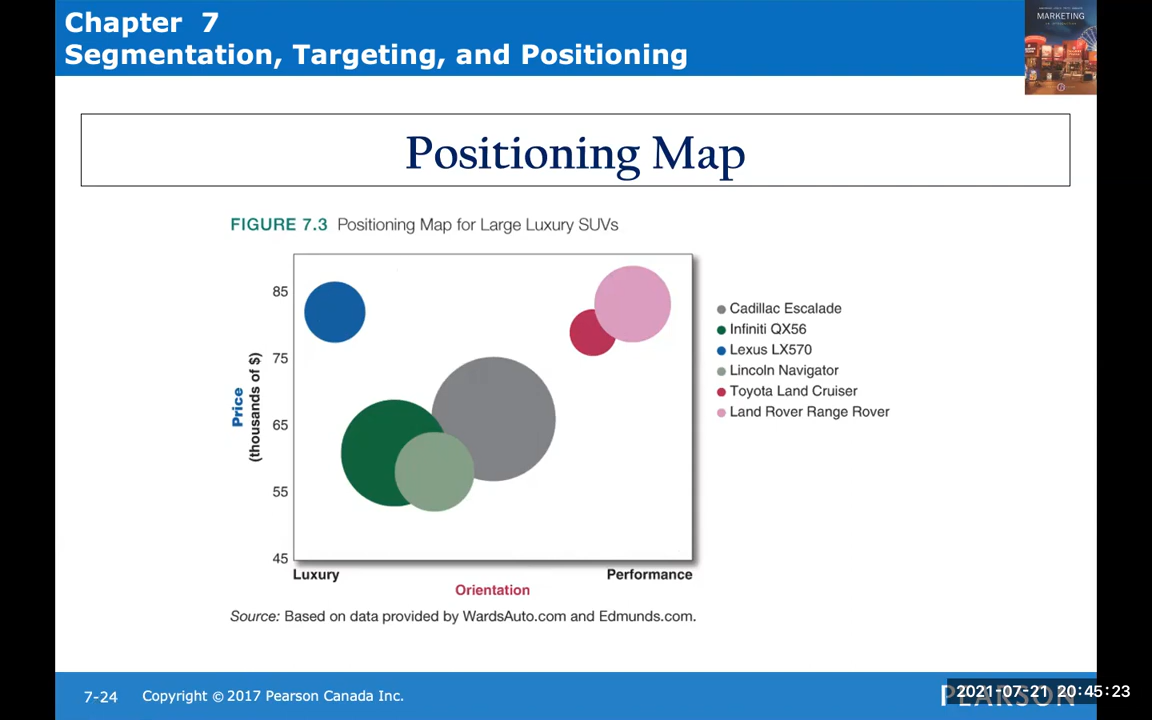 Chapter 7
Segmentation, Targeting, and Positioning
MARKETING
Positioning Map
FIGURE 7.3 Positioning Map for Large Luxury SUVs
85
75
65
55
45
Price
(thousands of $)
Luxury
Performance
Orientation
Cadillac Escalade
Infiniti QX56
Lexus LX570
Lincoln Navigator
Toyota Land Cruiser
Land Rover Range Rover
Source: Based on data provided by WardsAuto.com and Edmunds.com.
7-24
Copyright © 2017 Pearson Canada Inc.
PEARSON
2021-07-21 20:45:23